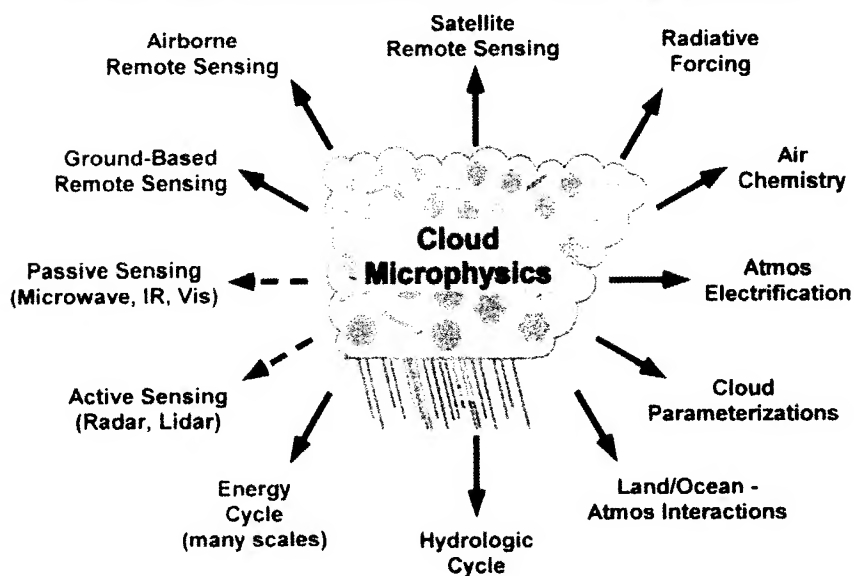 Satellite
Remote Sensing
Airborne
Remote Sensing
Radiative
Forcing
Ground-Based
Remote Sensing
Air
Chemistry
Cloud
Microphysics
Passive Sensing
(Microwave, IR, Vis)
Atmos
Electrification
Active Sensing
(Radar, Lidar)
Cloud
Parameterizations
Energy
Cycle
(many scales)
Hydrologic
Cycle
Land/Ocean -
Atmos Interactions